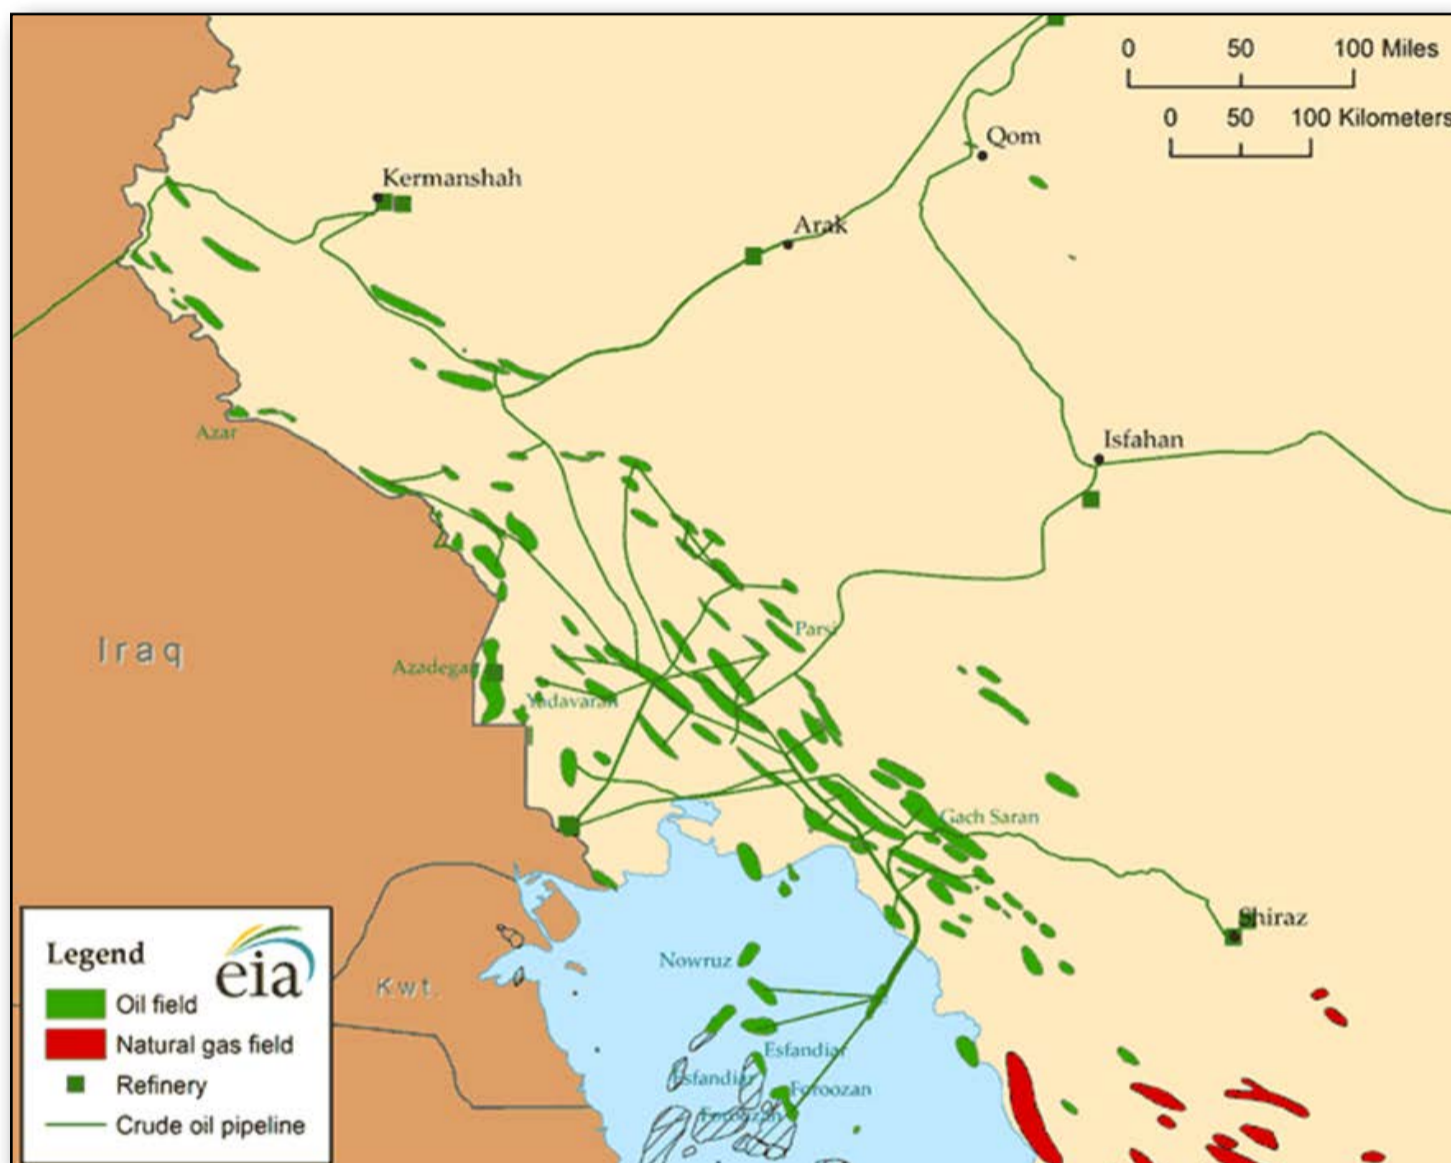 0 50 100 Miles
0 50 100 Kilometers
Qom
Kermanshah
Arak
Azar
Isfahan
Parsi
Iraq
Azadegan
Yadavaran
Gach Saran
Shiraz
Nowruz
Kwt.
Esfandiar
Esfandiar
Foroozan
Foroozan
Legend
eia
Oil field
Natural gas field
Refinery
Crude oil pipeline